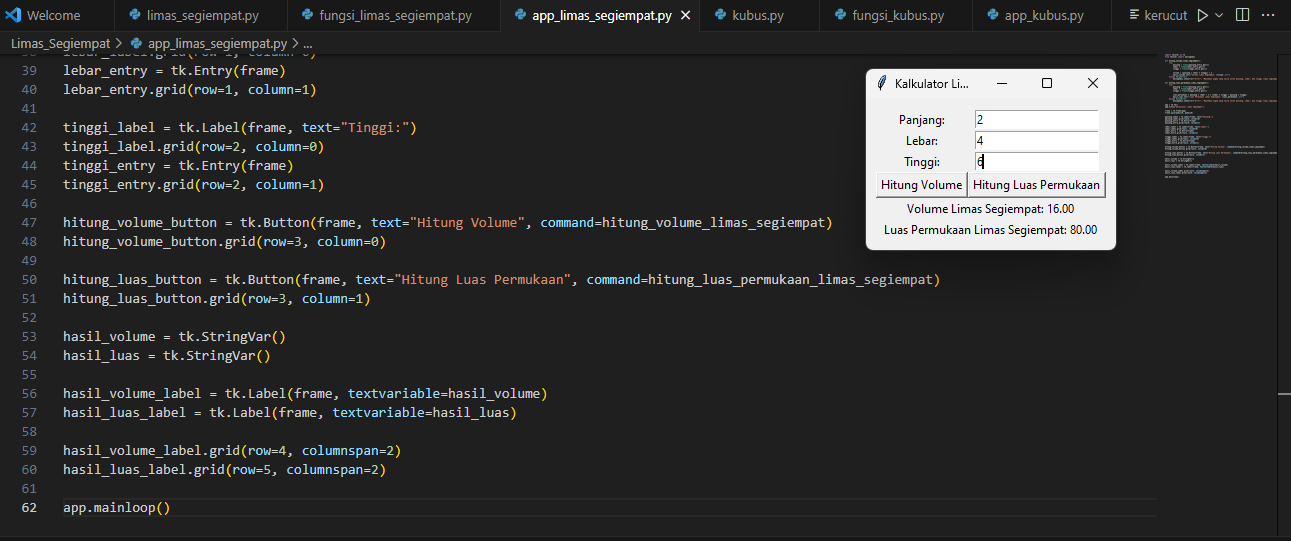 Welcome limas_segiempat.py fungsi_limas_segiempat.py app_limas_segiempat.py kubus.py fungsi_kubus.py app_kubus.py kerucut
Limas_Segiempat > app_limas_segiempat.py > ...
39 lebar_entry = tk.Entry(frame)
40 lebar_entry.grid(row=1, column=1)
41
42 tinggi_label = tk.Label(frame, text="Tinggi:")
43 tinggi_label.grid(row=2, column=0)
44 tinggi_entry = tk.Entry(frame)
45 tinggi_entry.grid(row=2, column=1)
46
47 hitung_volume_button = tk.Button(frame, text="Hitung Volume", command=hitung_volume_limas_segiempat)
48 hitung_volume_button.grid(row=3, column=0)
49
50 hitung_luas_button = tk.Button(frame, text="Hitung Luas Permukaan", command=hitung_luas_permukaan_limas_segiempat)
51 hitung_luas_button.grid(row=3, column=1)
52
53 hasil_volume = tk.StringVar()
54 hasil_luas = tk.StringVar()
55
56 hasil_volume_label = tk.Label(frame, textvariable=hasil_volume)
57 hasil_luas_label = tk.Label(frame, textvariable=hasil_luas)
58
59 hasil_volume_label.grid(row=4, columnspan=2)
60 hasil_luas_label.grid(row=5, columnspan=2)
61
62 app.mainloop()
Kalkulator Li...
Panjang: 2
Lebar: 4
Tinggi: 6
Hitung Volume Hitung Luas Permukaan
Volume Limas Segiempat: 16.00
Luas Permukaan Limas Segiempat: 80.00